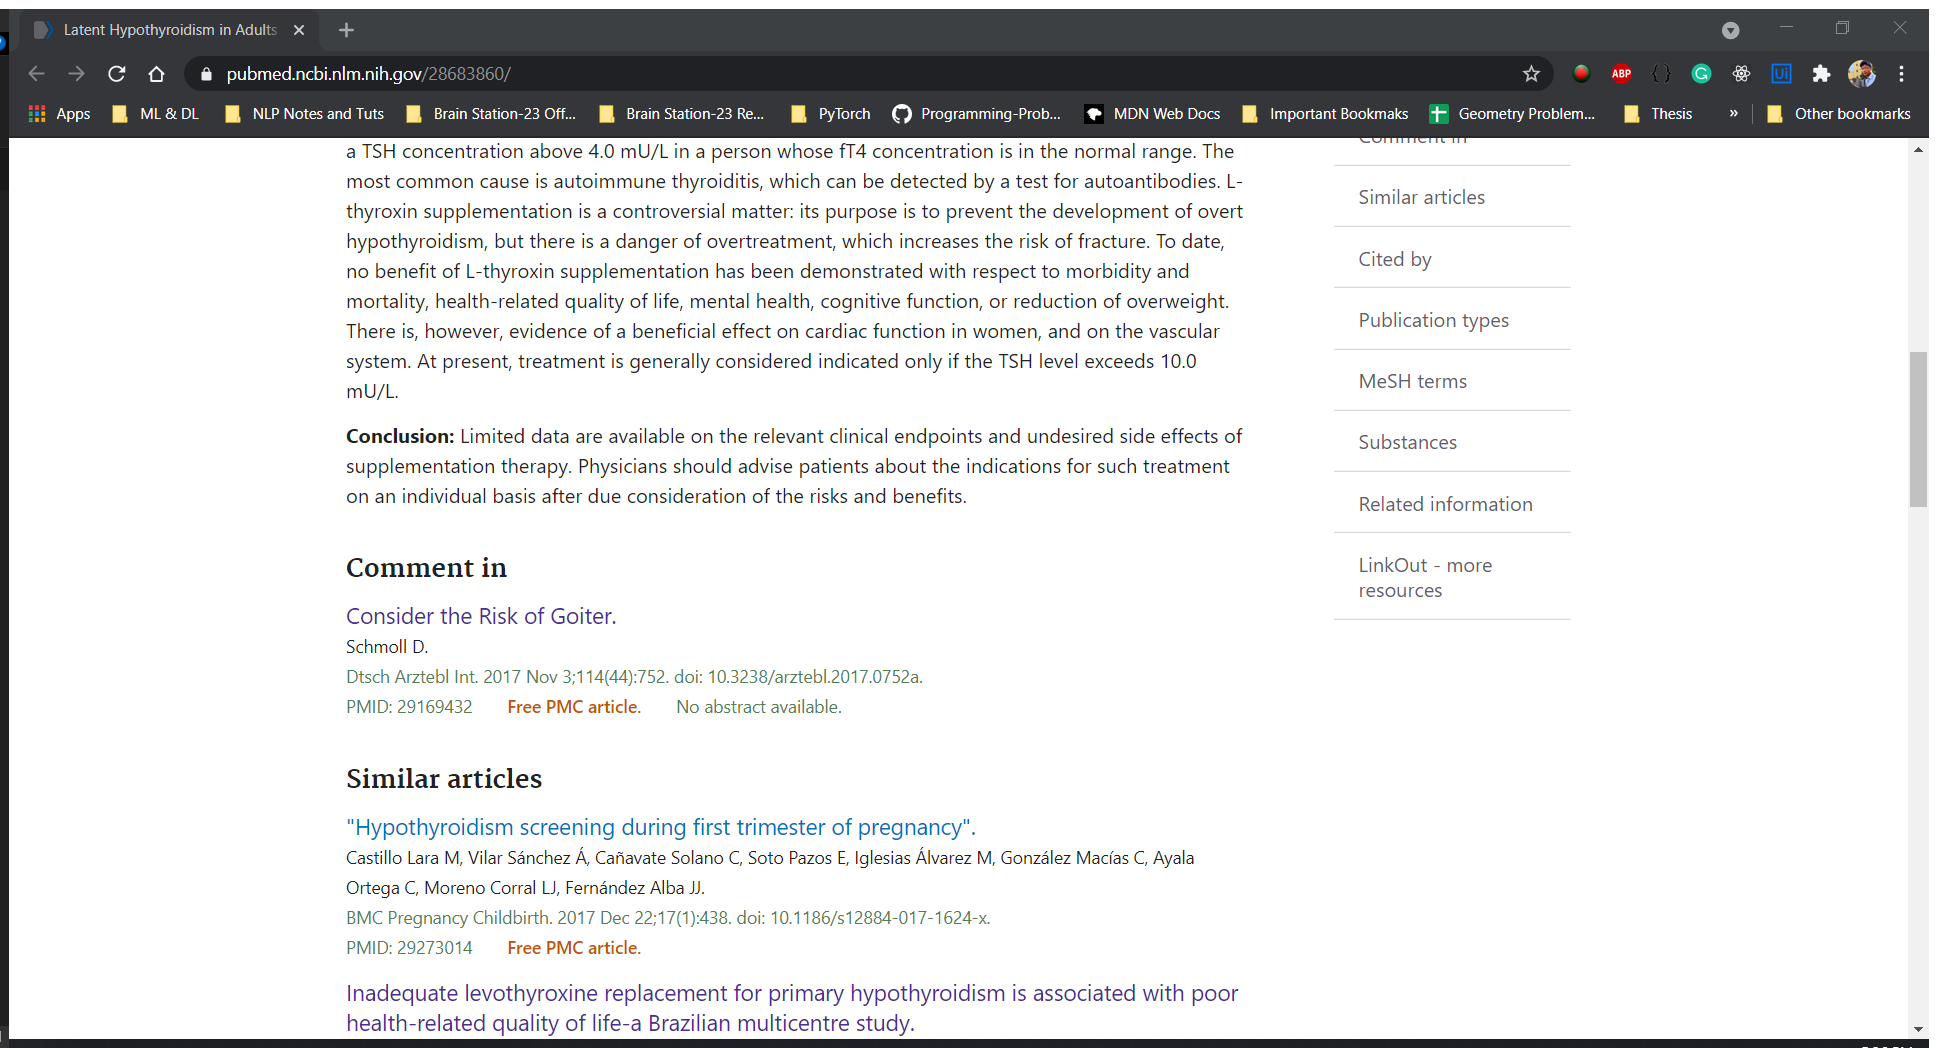 Latent Hypothyroidism in Adults
pubmed.ncbi.nlm.nih.gov/28683860/
ABP
Ui
Apps
ML & DL
NLP Notes and Tuts
Brain Station-23 Off...
Brain Station-23 Re...
PyTorch
Programming-Prob...
MDN Web Docs
Important Bookmaks
Geometry Problem...
Thesis
»
Other bookmarks
a TSH concentration above 4.0 mU/L in a person whose fT4 concentration is in the normal range. The
most common cause is autoimmune thyroiditis, which can be detected by a test for autoantibodies. L-
thyroxin supplementation is a controversial matter: its purpose is to prevent the development of overt
hypothyroidism, but there is a danger of overtreatment, which increases the risk of fracture. To date,
no benefit of L-thyroxin supplementation has been demonstrated with respect to morbidity and
mortality, health-related quality of life, mental health, cognitive function, or reduction of overweight.
There is, however, evidence of a beneficial effect on cardiac function in women, and on the vascular
system. At present, treatment is generally considered indicated only if the TSH level exceeds 10.0
mU/L.
Conclusion: Limited data are available on the relevant clinical endpoints and undesired side effects of
supplementation therapy. Physicians should advise patients about the indications for such treatment
on an individual basis after due consideration of the risks and benefits.
Comment in
Consider the Risk of Goiter.
Schmoll D.
Dtsch Arztebl Int. 2017 Nov 3;114(44):752. doi: 10.3238/arztebl.2017.0752a.
PMID: 29169432 Free PMC article. No abstract available.
Similar articles
"Hypothyroidism screening during first trimester of pregnancy".
Castillo Lara M, Vilar Sánchez Á, Cañavate Solano C, Soto Pazos E, Iglesias Álvarez M, González Macías C, Ayala
Ortega C, Moreno Corral LJ, Fernández Alba JJ.
BMC Pregnancy Childbirth. 2017 Dec 22;17(1):438. doi: 10.1186/s12884-017-1624-x.
PMID: 29273014 Free PMC article.
Inadequate levothyroxine replacement for primary hypothyroidism is associated with poor
health-related quality of life-a Brazilian multicentre study.
Comment in
Similar articles
Cited by
Publication types
MeSH terms
Substances
Related information
LinkOut - more
resources